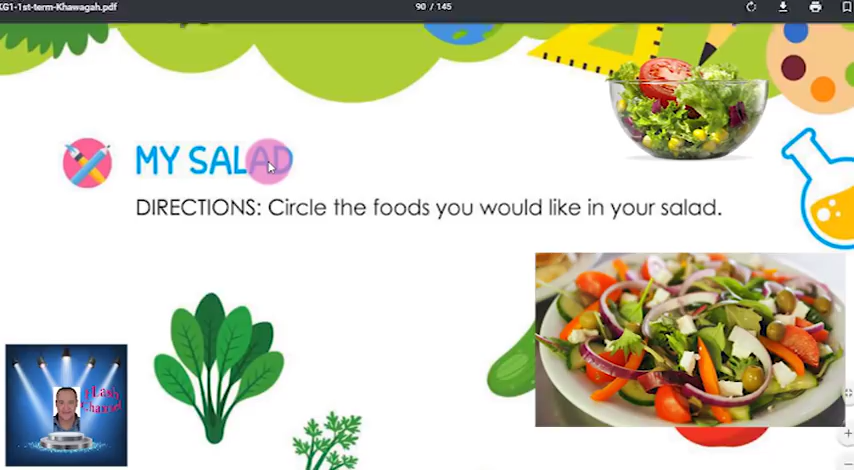 KG1-1st-term-Khawagah.pdf
90 / 145
MY SALAD
DIRECTIONS: Circle the foods you would like in your salad.